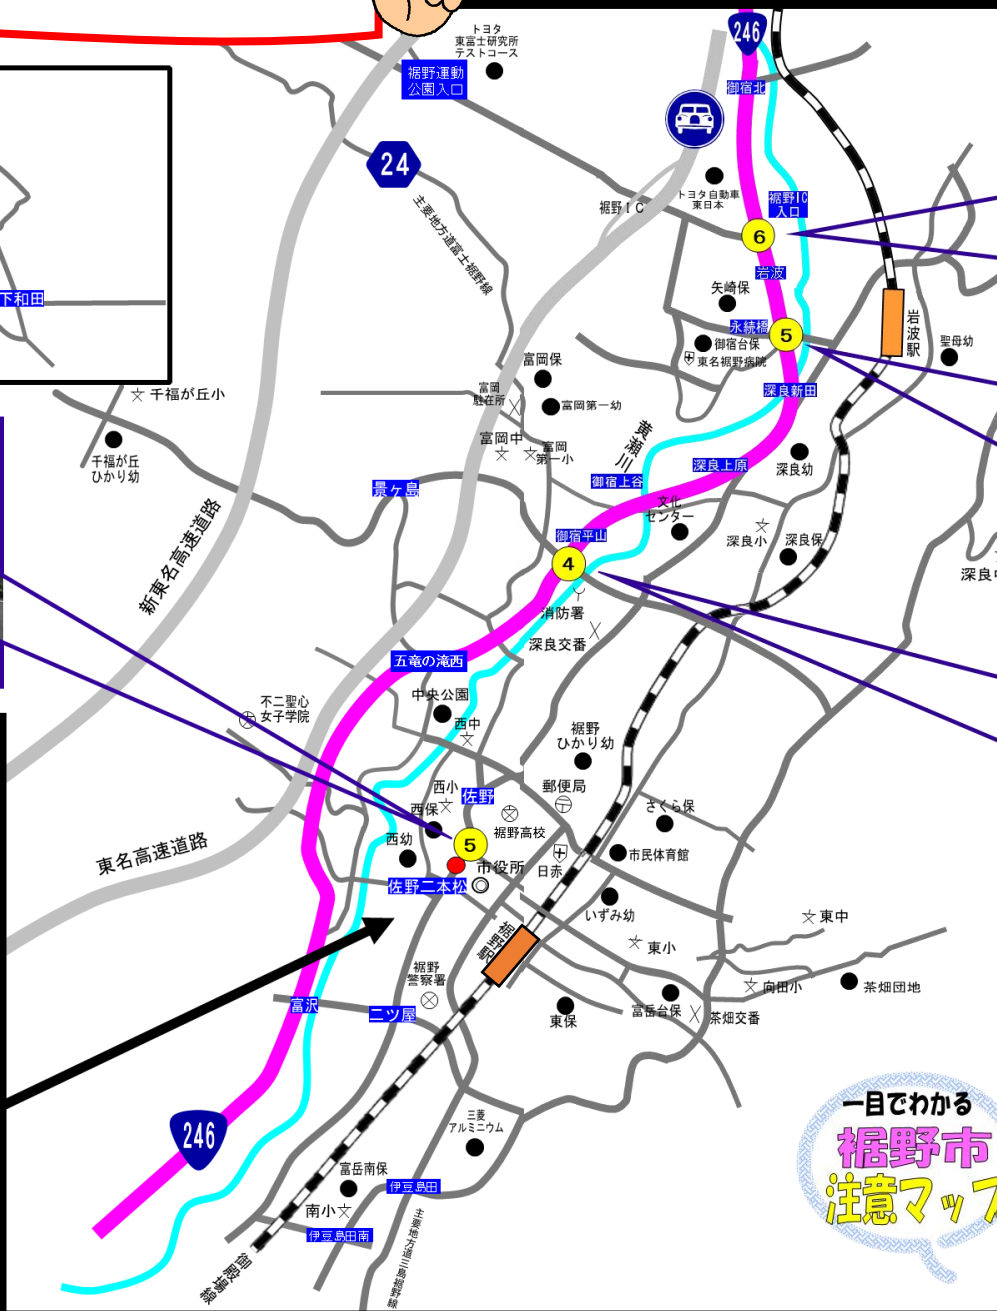 トヨタ
東富士研究所
テストコース
246
裾野運動
公園入口
御宿北
24
トヨタ自動車
東日本
裾野IC
入口
裾野IC
主要地方道富士裾野線
6
岩波
下和田
矢崎保
永続橋
5
岩波駅
御宿台保
東名裾野病院
聖母幼
富岡保
千福が丘小
富岡
駐在所
富岡第一幼
深良新田
黄瀬川
富岡中
富岡
第一小
千福が丘
ひかり幼
深良上原
深良幼
御宿上谷
景ヶ島
文化
センター
新東名高速道路
御宿平山
深良小
深良保
4
深良
消防署
深良交番
五竜の滝西
中央公園
不二聖心
女子学院
西中
裾野
ひかり幼
西小
佐野
郵便局
さくら保
西保
裾野高校
東名高速道路
西幼
5
市役所
日赤
市民体育館
佐野二本松
いずみ幼
東中
裾野駅
東小
裾野
警察署
向田小
茶畑団地
富沢
二ツ屋
東保
富岳台保
茶畑交番
246
三菱
アルミニウム
一目でわかる
裾野市
注意マップ
富岳南保
伊豆島田
南小
伊豆島田南
御殿場線
主要地方道三島裾野線